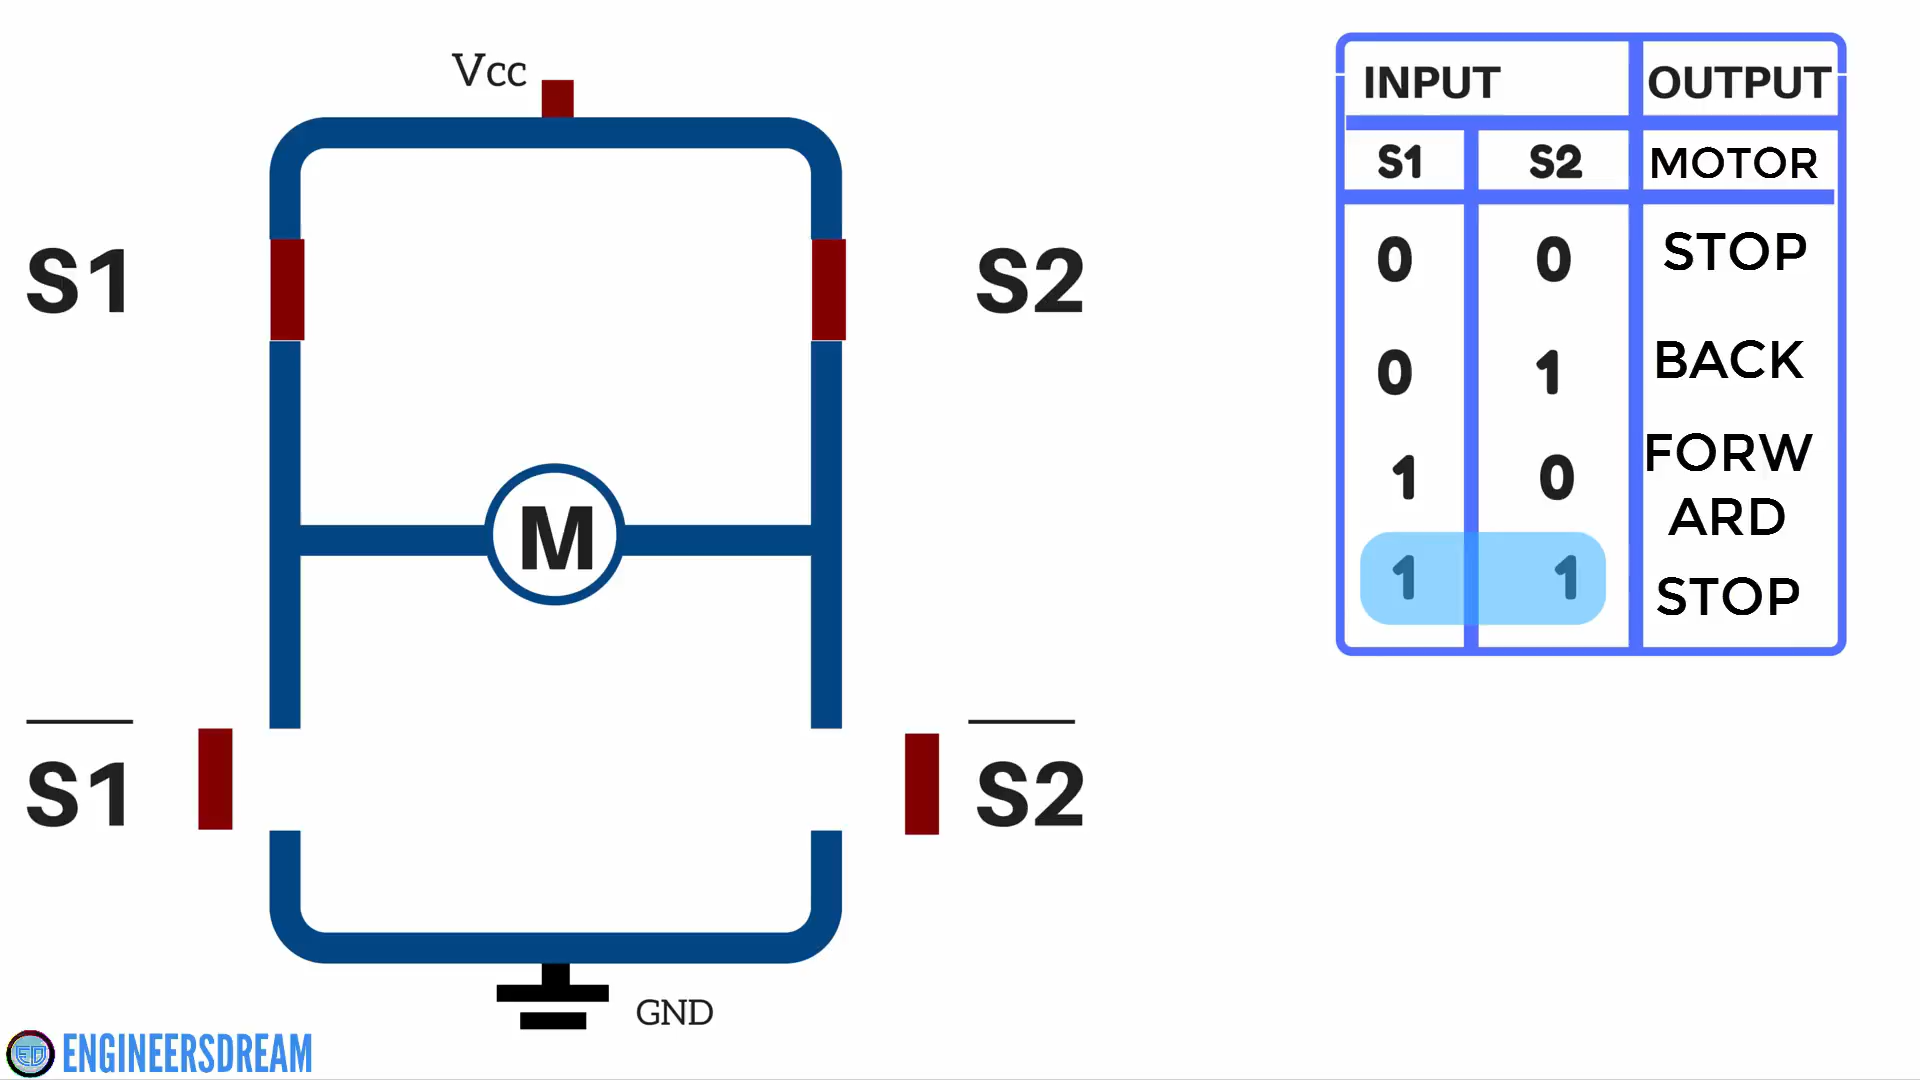 Vcc
S1
S2
M
S1
S2
GND
INPUT OUTPUT
S1 S2 MOTOR
0 0 STOP
0 1 BACK
1 0 FORW
ARD
1 1 STOP
ED ENGINEERSDREAM